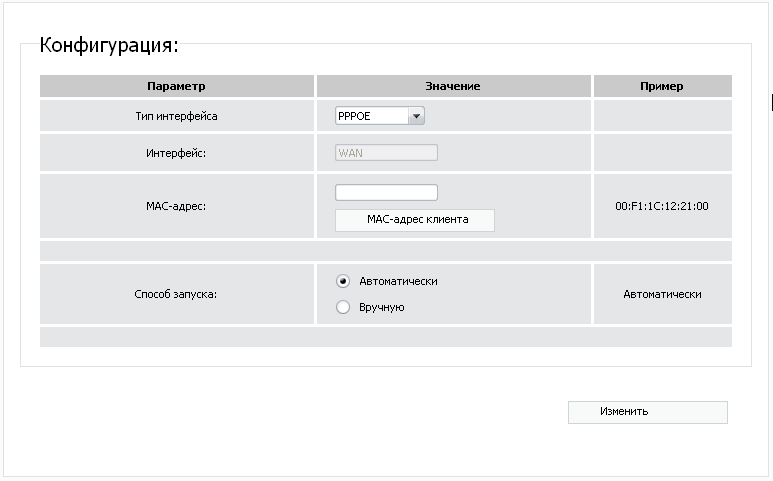 Конфигурация:
Параметр Значение Пример
Тип интерфейса PPPOE
Интерфейс: WAN
MAC-адрес: 00:F1:1C:12:21:00
MAC-адрес клиента
Способ запуска: Автоматически Автоматически
Вручную
Изменить